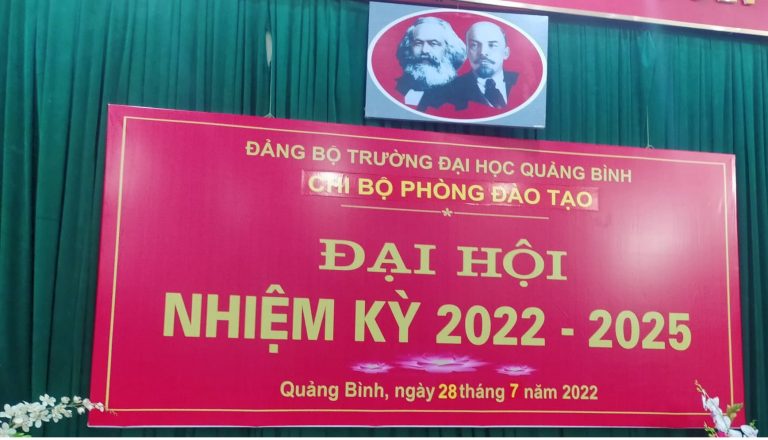 ĐẢNG BỘ TRƯỜNG ĐẠI HỌC QUẢNG BÌNH
CHI BỘ PHÒNG ĐÀO TẠO
ĐẠI HỘI
NHIỆM KỲ 2022 - 2025
Quảng Bình, ngày 28 tháng 7 năm 2022